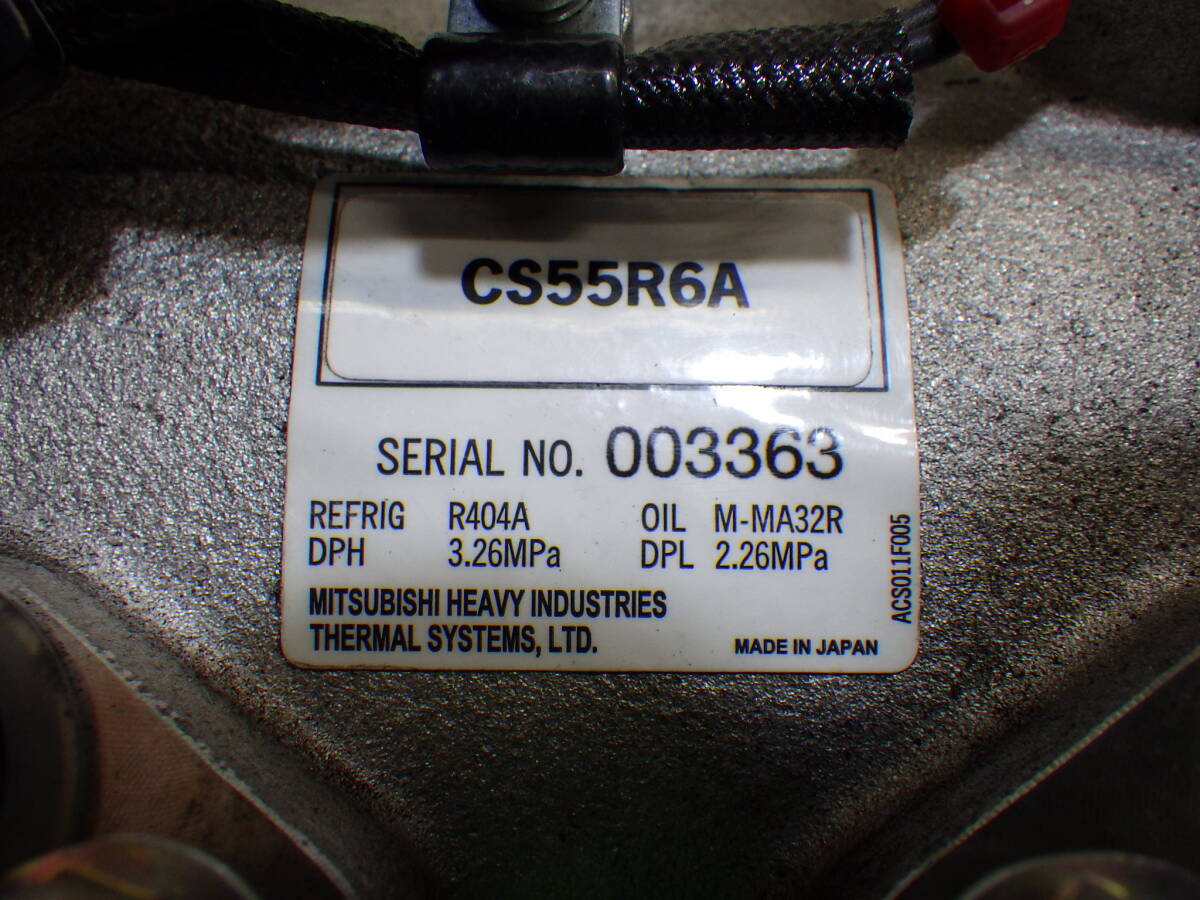 CS55R6A
SERIAL NO. 003363
REFRIG R404A OIL M-MA32R
DPH 3.26MPa DPL 2.26MPa
MITSUBISHI HEAVY INDUSTRIES
THERMAL SYSTEMS, LTD.
MADE IN JAPAN
ACS011F005